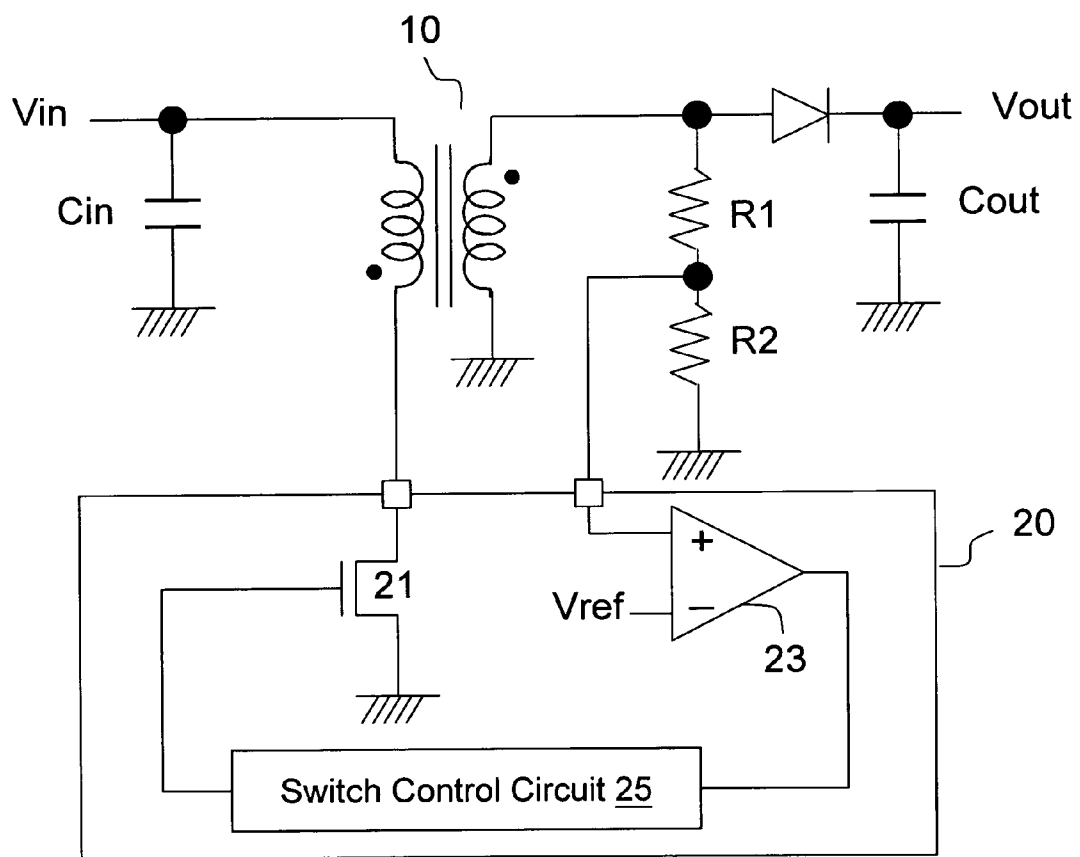 10
Vin
Vout
Cin
R1
Cout
R2
20
21
+
Vref
−
23
Switch Control Circuit 25